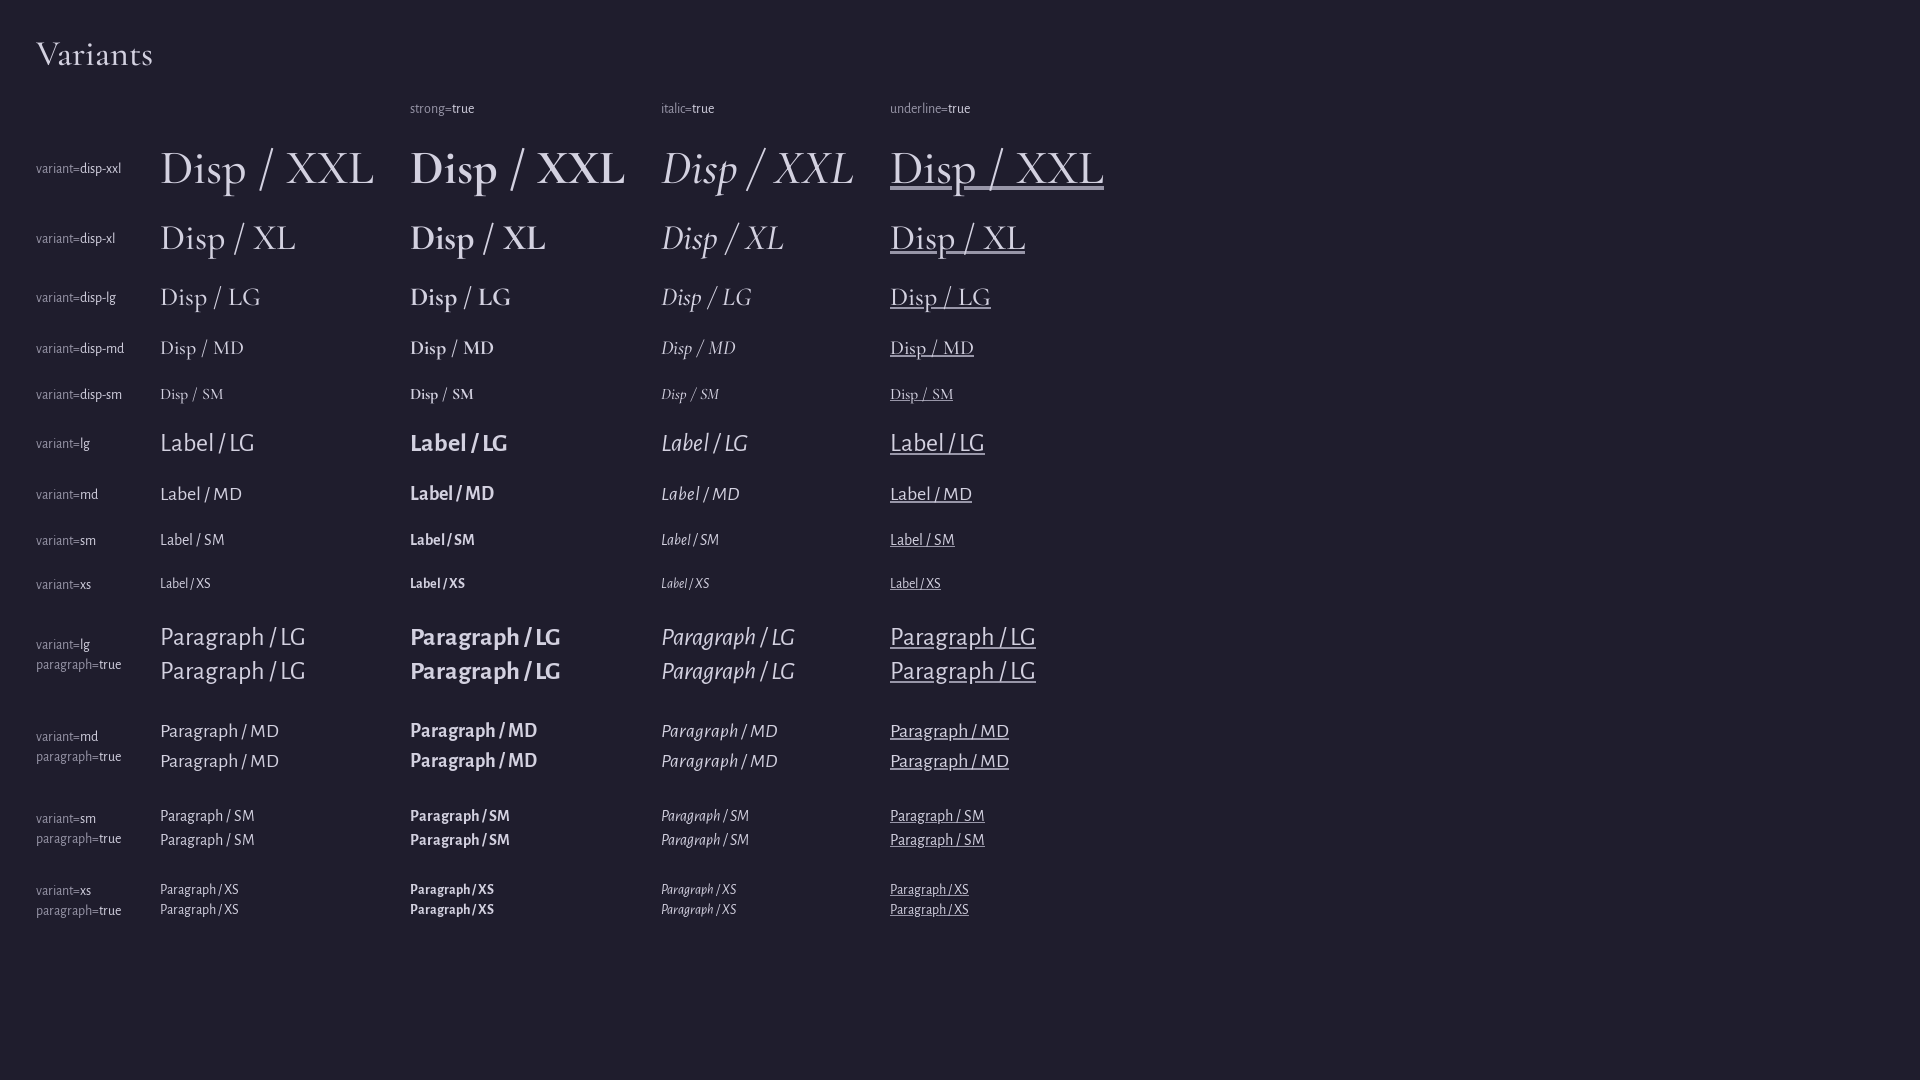 Variants
strong=true italic=true underline=true
variant=disp-xxl Disp / XXL Disp / XXL Disp / XXL Disp / XXL
variant=disp-xl Disp / XL Disp / XL Disp / XL Disp / XL
variant=disp-lg Disp / LG Disp / LG Disp / LG Disp / LG
variant=disp-md Disp / MD Disp / MD Disp / MD Disp / MD
variant=disp-sm Disp / SM Disp / SM Disp / SM Disp / SM
variant=lg Label / LG Label / LG Label / LG Label / LG
variant=md Label / MD Label / MD Label / MD Label / MD
variant=sm Label / SM Label / SM Label / SM Label / SM
variant=xs Label / XS Label / XS Label / XS Label / XS
variant=lg Paragraph / LG Paragraph / LG Paragraph / LG Paragraph / LG
paragraph=true Paragraph / LG Paragraph / LG Paragraph / LG Paragraph / LG
variant=md Paragraph / MD Paragraph / MD Paragraph / MD Paragraph / MD
paragraph=true Paragraph / MD Paragraph / MD Paragraph / MD Paragraph / MD
variant=sm Paragraph / SM Paragraph / SM Paragraph / SM Paragraph / SM
paragraph=true Paragraph / SM Paragraph / SM Paragraph / SM Paragraph / SM
variant=xs Paragraph / XS Paragraph / XS Paragraph / XS Paragraph / XS
paragraph=true Paragraph / XS Paragraph / XS Paragraph / XS Paragraph / XS